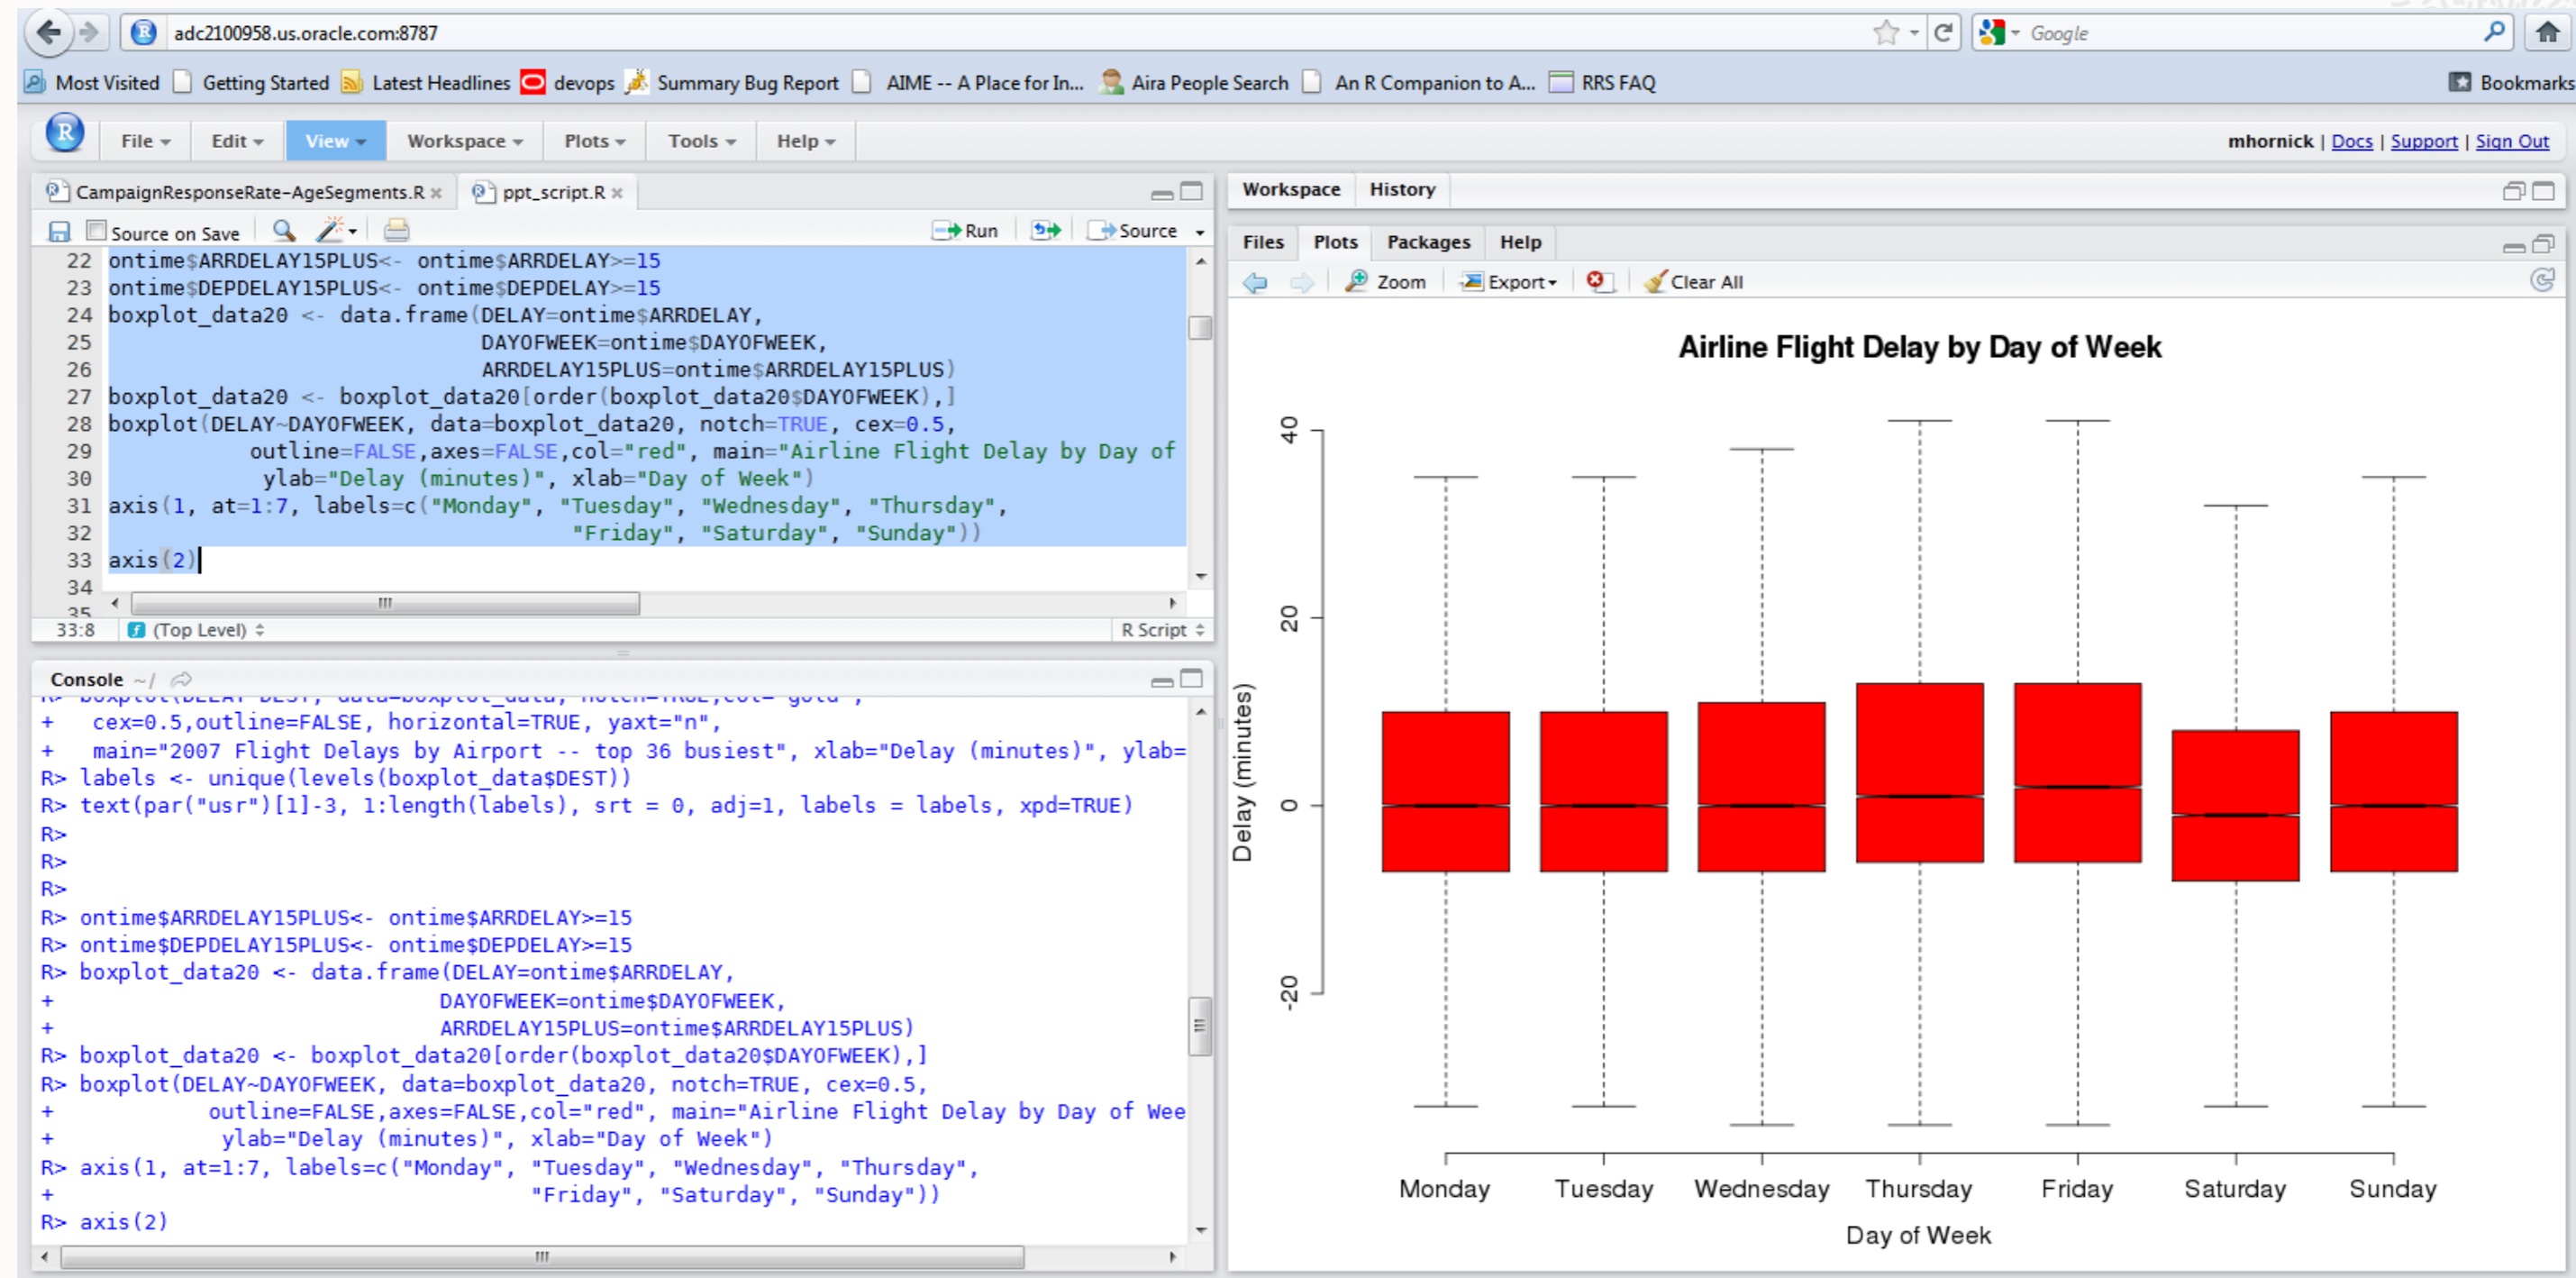 adc2100958.us.oracle.com:8787
Google
Most Visited Getting Started Latest Headlines devops Summary Bug Report AIME -- A Place for In... Aira People Search An R Companion to A... RRS FAQ Bookmarks
R File Edit View Workspace Plots Tools Help
mhornick | Docs | Support | Sign Out
CampaignResponseRate-AgeSegments.R ppt_script.R
Source on Save Run Source
22 ontime$ARRDELAY15PLUS<- ontime$ARRDELAY>=15
23 ontime$DEPDELAY15PLUS<- ontime$DEPDELAY>=15
24 boxplot_data20 <- data.frame(DELAY=ontime$ARRDELAY,
25 DAYOFWEEK=ontime$DAYOFWEEK,
26 ARRDELAY15PLUS=ontime$ARRDELAY15PLUS)
27 boxplot_data20 <- boxplot_data20[order(boxplot_data20$DAYOFWEEK),]
28 boxplot(DELAY~DAYOFWEEK, data=boxplot_data20, notch=TRUE, cex=0.5,
29 outline=FALSE,axes=FALSE,col="red", main="Airline Flight Delay by Day of
30 ylab="Delay (minutes)", xlab="Day of Week")
31 axis(1, at=1:7, labels=c("Monday", "Tuesday", "Wednesday", "Thursday",
32 "Friday", "Saturday", "Sunday"))
33 axis(2)
34
35
33:8 (Top Level) R Script
Console ~/
R> boxplot(DELAY~DEST, data=boxplot_data, notch=TRUE,col="gold",
+ cex=0.5,outline=FALSE, horizontal=TRUE, yaxt="n",
+ main="2007 Flight Delays by Airport -- top 36 busiest", xlab="Delay (minutes)", ylab=
R> labels <- unique(levels(boxplot_data$DEST))
R> text(par("usr")[1]-3, 1:length(labels), srt = 0, adj=1, labels = labels, xpd=TRUE)
R>
R>
R>
R> ontime$ARRDELAY15PLUS<- ontime$ARRDELAY>=15
R> ontime$DEPDELAY15PLUS<- ontime$DEPDELAY>=15
R> boxplot_data20 <- data.frame(DELAY=ontime$ARRDELAY,
+ DAYOFWEEK=ontime$DAYOFWEEK,
+ ARRDELAY15PLUS=ontime$ARRDELAY15PLUS)
R> boxplot_data20 <- boxplot_data20[order(boxplot_data20$DAYOFWEEK),]
R> boxplot(DELAY~DAYOFWEEK, data=boxplot_data20, notch=TRUE, cex=0.5,
+ outline=FALSE,axes=FALSE,col="red", main="Airline Flight Delay by Day of Wee
+ ylab="Delay (minutes)", xlab="Day of Week")
R> axis(1, at=1:7, labels=c("Monday", "Tuesday", "Wednesday", "Thursday",
+ "Friday", "Saturday", "Sunday"))
R> axis(2)
Workspace History
Files Plots Packages Help
Zoom Export Clear All
Airline Flight Delay by Day of Week
40
20
0
-20
Delay (minutes)
Monday Tuesday Wednesday Thursday Friday Saturday Sunday
Day of Week